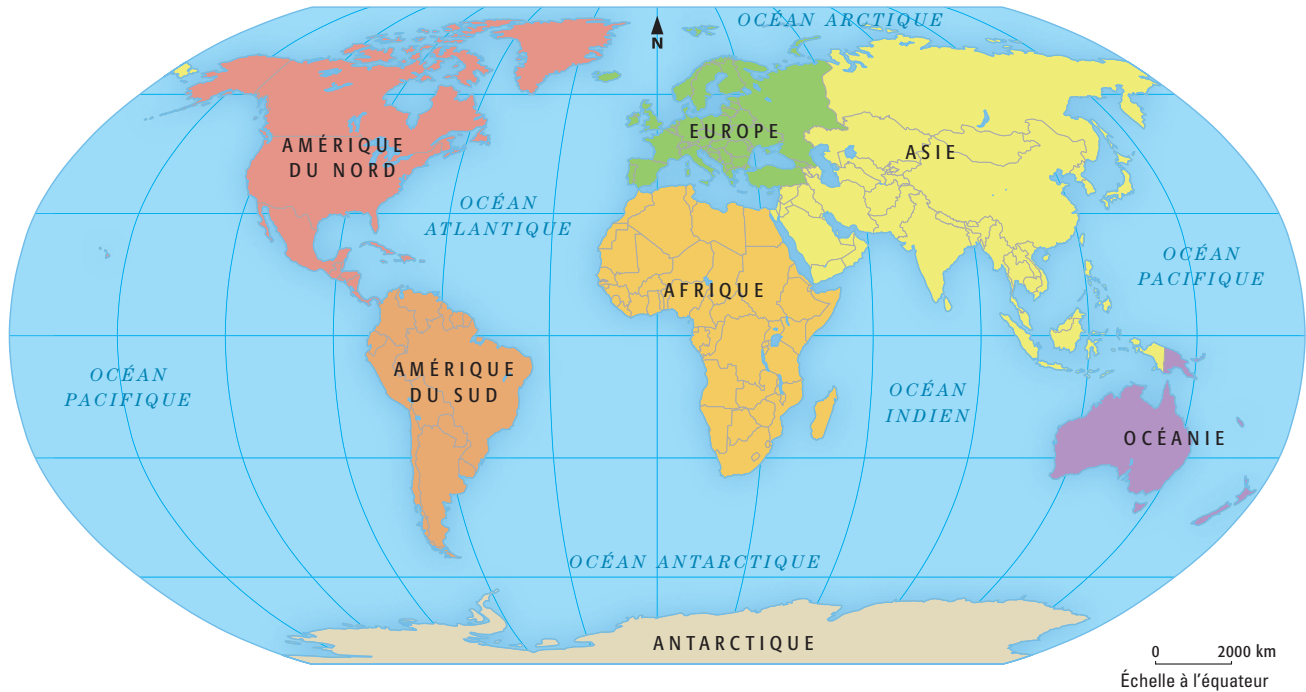 OCÉAN ARCTIQUE
N
EUROPE
AMÉRIQUE
DU NORD
ASIE
OCÉAN
ATLANTIQUE
OCÉAN
PACIFIQUE
AFRIQUE
AMÉRIQUE
DU SUD
OCÉAN
PACIFIQUE
OCÉAN
INDIEN
OCÉANIE
OCÉAN ANTARCTIQUE
ANTARCTIQUE
0 2000 km
Échelle à l'équateur